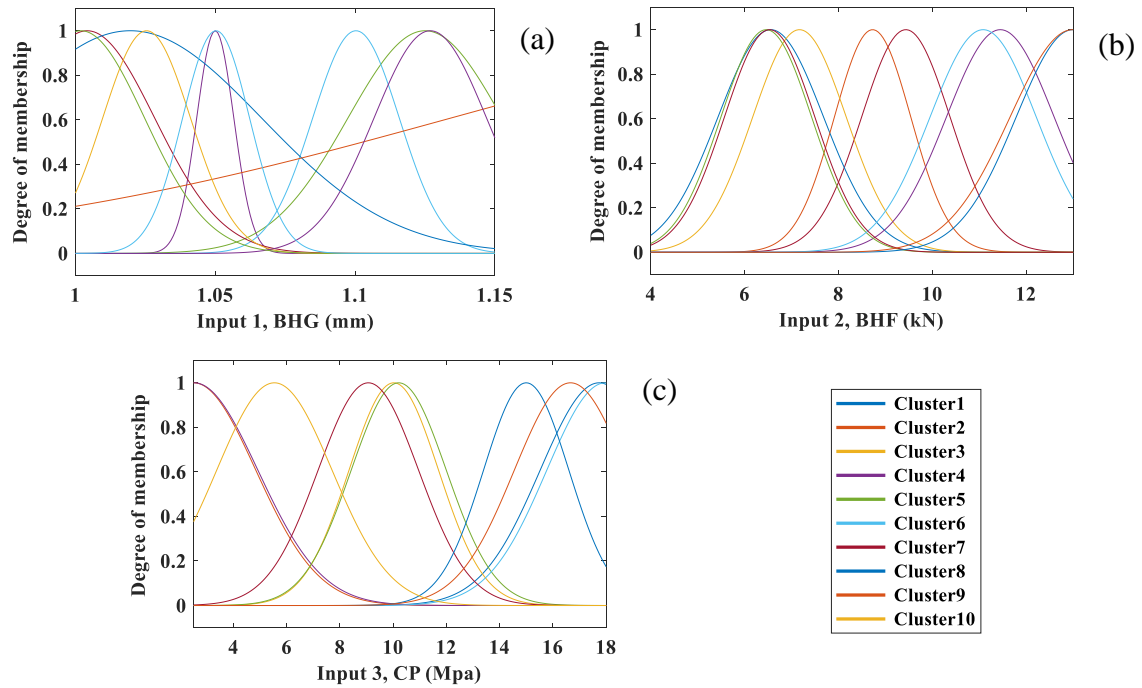 (a)
Degree of membership
1
0.8
0.6
0.4
0.2
0
1
1.05
1.1
1.15
Input 1, BHG (mm)
(b)
Degree of membership
1
0.8
0.6
0.4
0.2
0
4
6
8
10
12
Input 2, BHF (kN)
(c)
Degree of membership
1
0.8
0.6
0.4
0.2
0
4
6
8
10
12
14
16
18
Input 3, CP (Mpa)
Cluster1
Cluster2
Cluster3
Cluster4
Cluster5
Cluster6
Cluster7
Cluster8
Cluster9
Cluster10